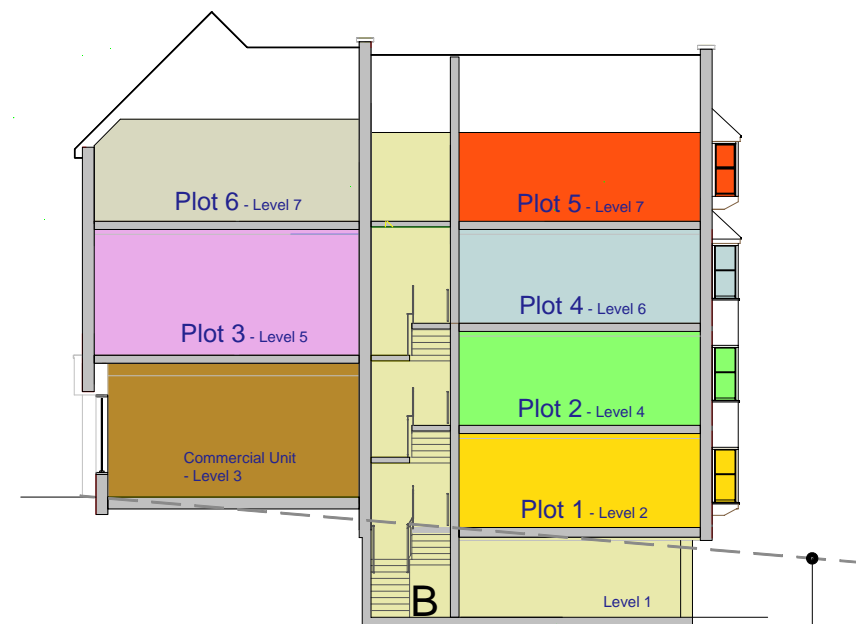 Plot 6 - Level 7
Plot 5 - Level 7
Plot 3 - Level 5
Plot 4 - Level 6
Plot 2 - Level 4
Commercial Unit
- Level 3
Plot 1 - Level 2
B
Level 1